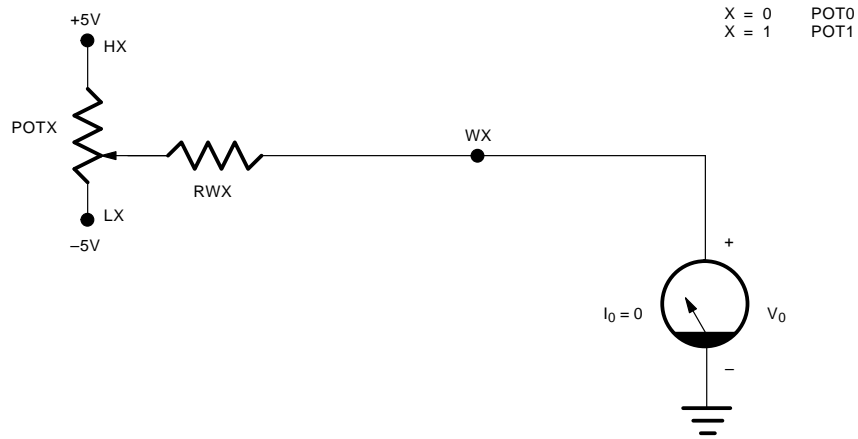 X = 0 POT0
X = 1 POT1
+5V
HX
POTX
WX
RWX
LX
–5V
+
I0 = 0
V0
–